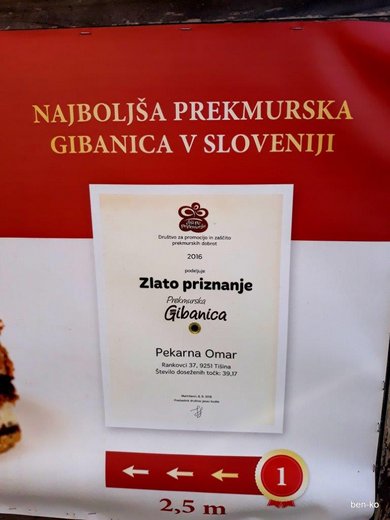 NAJBOLJŠA PREKMURSKA
GIBANICA V SLOVENIJI
Društvo za promocijo in zaščito
prekmurskih dobrot
2016
podeljuje
Zlato priznanje
Prekmurska
Gibanica
Pekarna Omar
Rankovci 37, 9251 Tišina
Število doseženih točk: 39,17
1
2,5 m
ben-ko